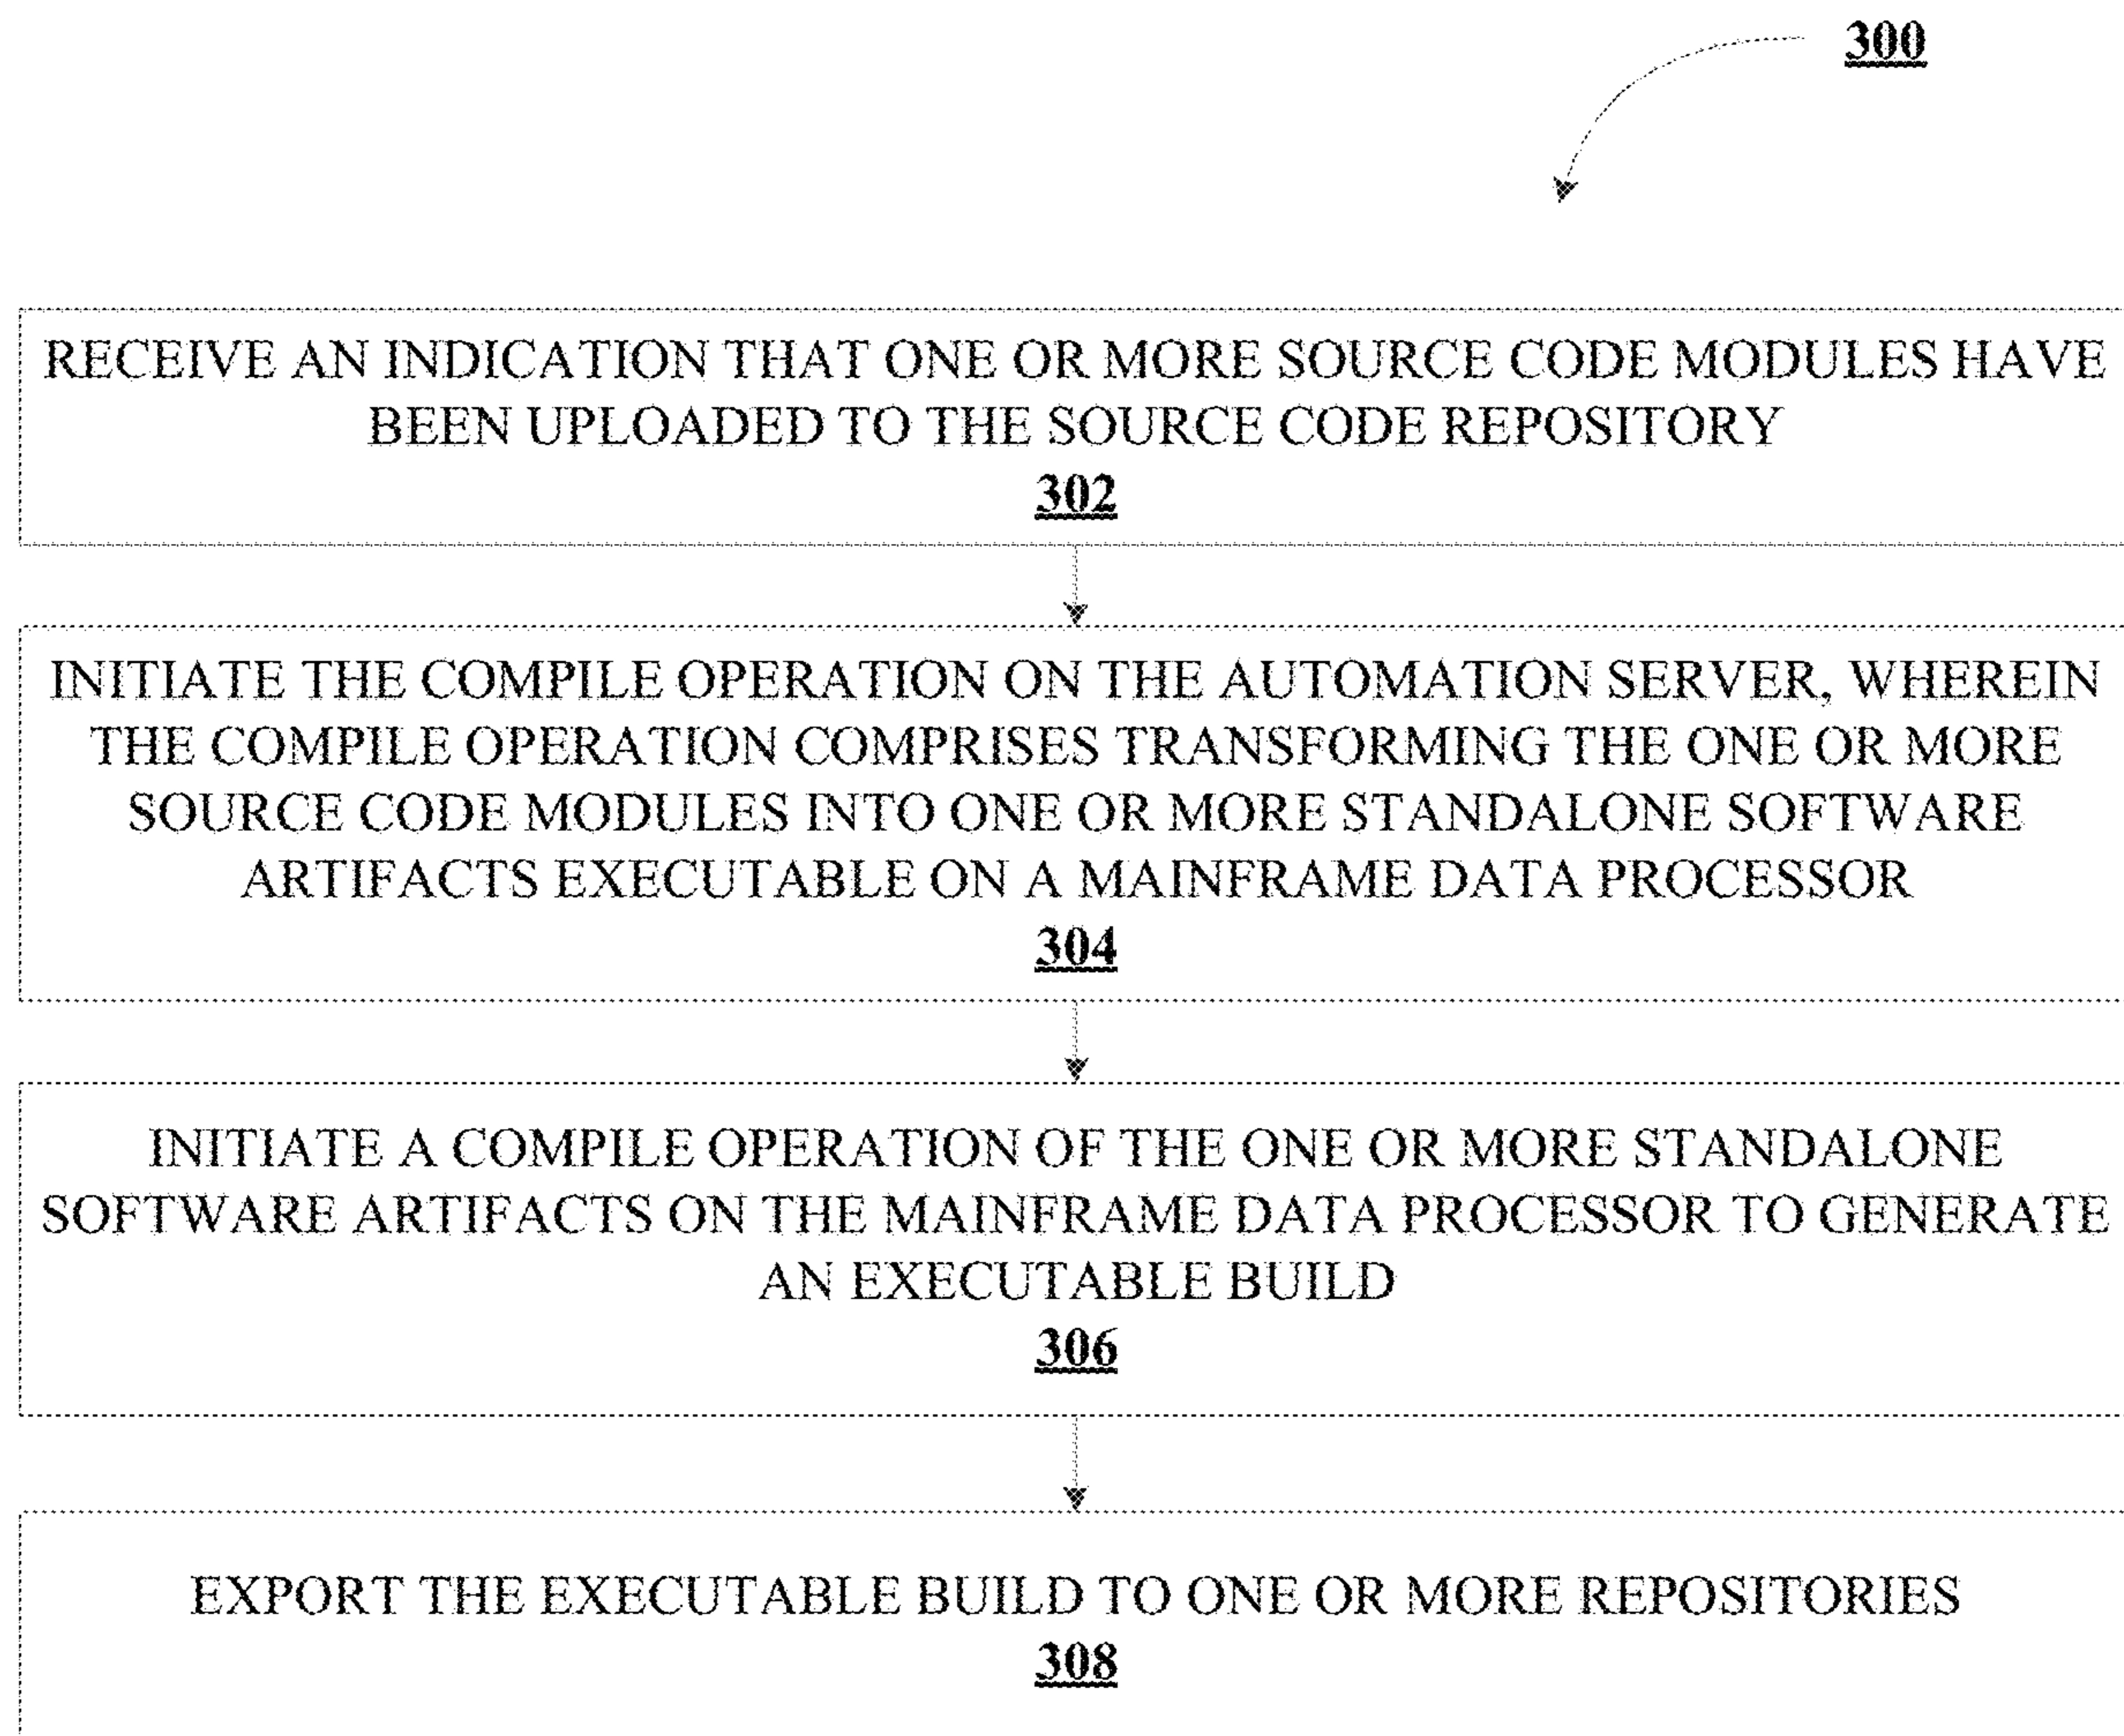 300
RECEIVE AN INDICATION THAT ONE OR MORE SOURCE CODE MODULES HAVE
BEEN UPLOADED TO THE SOURCE CODE REPOSITORY
302
INITIATE THE COMPILE OPERATION ON THE AUTOMATION SERVER, WHEREIN
THE COMPILE OPERATION COMPRISES TRANSFORMING THE ONE OR MORE
SOURCE CODE MODULES INTO ONE OR MORE STANDALONE SOFTWARE
ARTIFACTS EXECUTABLE ON A MAINFRAME DATA PROCESSOR
304
INITIATE A COMPILE OPERATION OF THE ONE OR MORE STANDALONE
SOFTWARE ARTIFACTS ON THE MAINFRAME DATA PROCESSOR TO GENERATE
AN EXECUTABLE BUILD
306
EXPORT THE EXECUTABLE BUILD TO ONE OR MORE REPOSITORIES
308